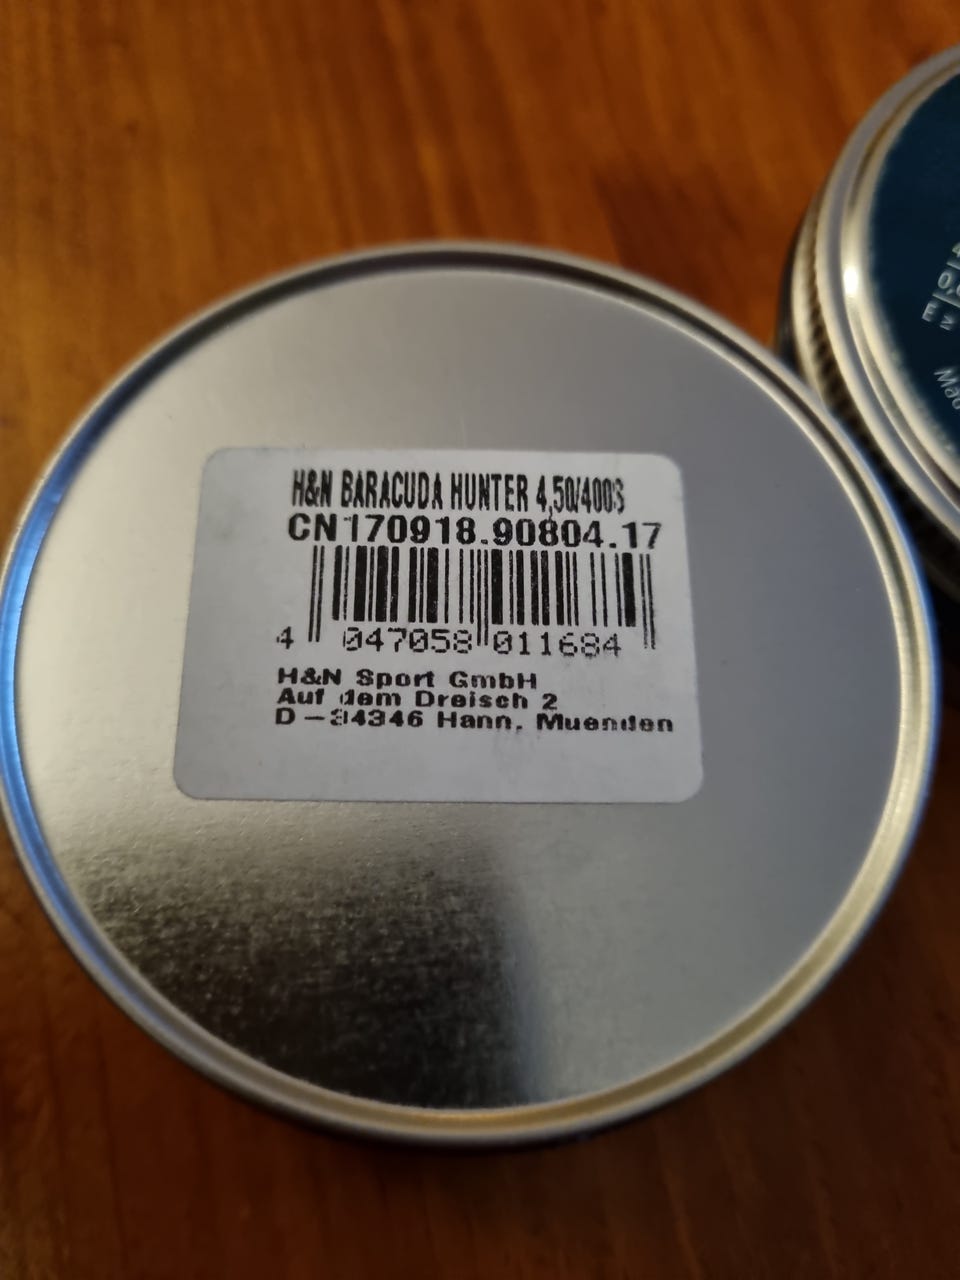 H&N BARACUDA HUNTER 4,50/400S
CN170918.90804.17
4 047058 011684
H&N Sport GmbH
Auf dem Dreisch 2
D-34346 Hann. Muenden